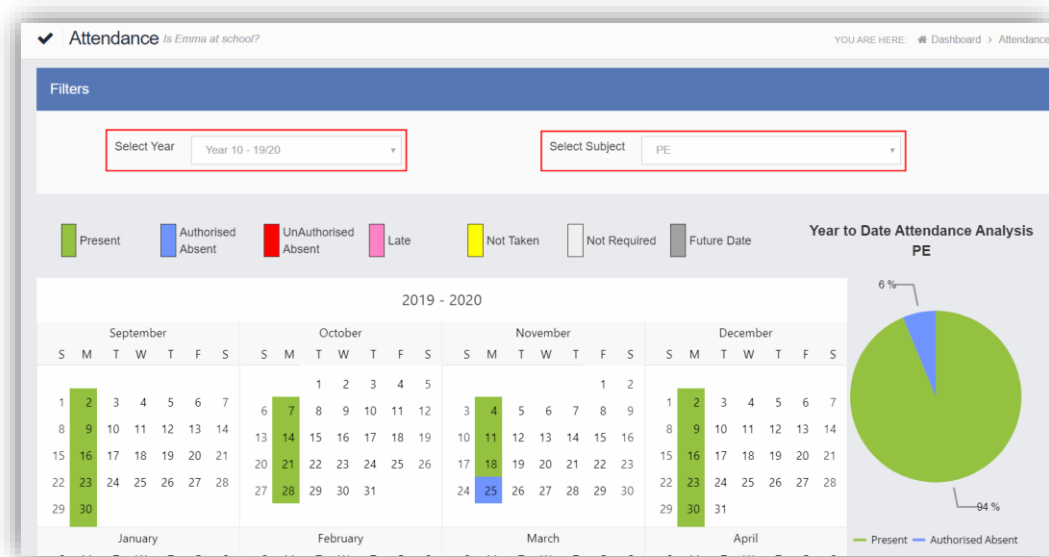 Attendance Is Emma at school?
YOU ARE HERE: Dashboard > Attendance
Filters
Select Year Year 10 - 19/20
Select Subject PE
Present
Authorised Absent
UnAuthorised Absent
Late
Not Taken
Not Required
Future Date
Year to Date Attendance Analysis
PE
2019 - 2020
September
S M T W T F S
1 2 3 4 5 6 7
8 9 10 11 12 13 14
15 16 17 18 19 20 21
22 23 24 25 26 27 28
29 30
October
S M T W T F S
1 2 3 4 5
6 7 8 9 10 11 12
13 14 15 16 17 18 19
20 21 22 23 24 25 26
27 28 29 30 31
November
S M T W T F S
1 2
3 4 5 6 7 8 9
10 11 12 13 14 15 16
17 18 19 20 21 22 23
24 25 26 27 28 29 30
December
S M T W T F S
1 2 3 4 5 6 7
8 9 10 11 12 13 14
15 16 17 18 19 20 21
22 23 24 25 26 27 28
29 30 31
January
February
March
April
6 %
94 %
Present Authorised Absent